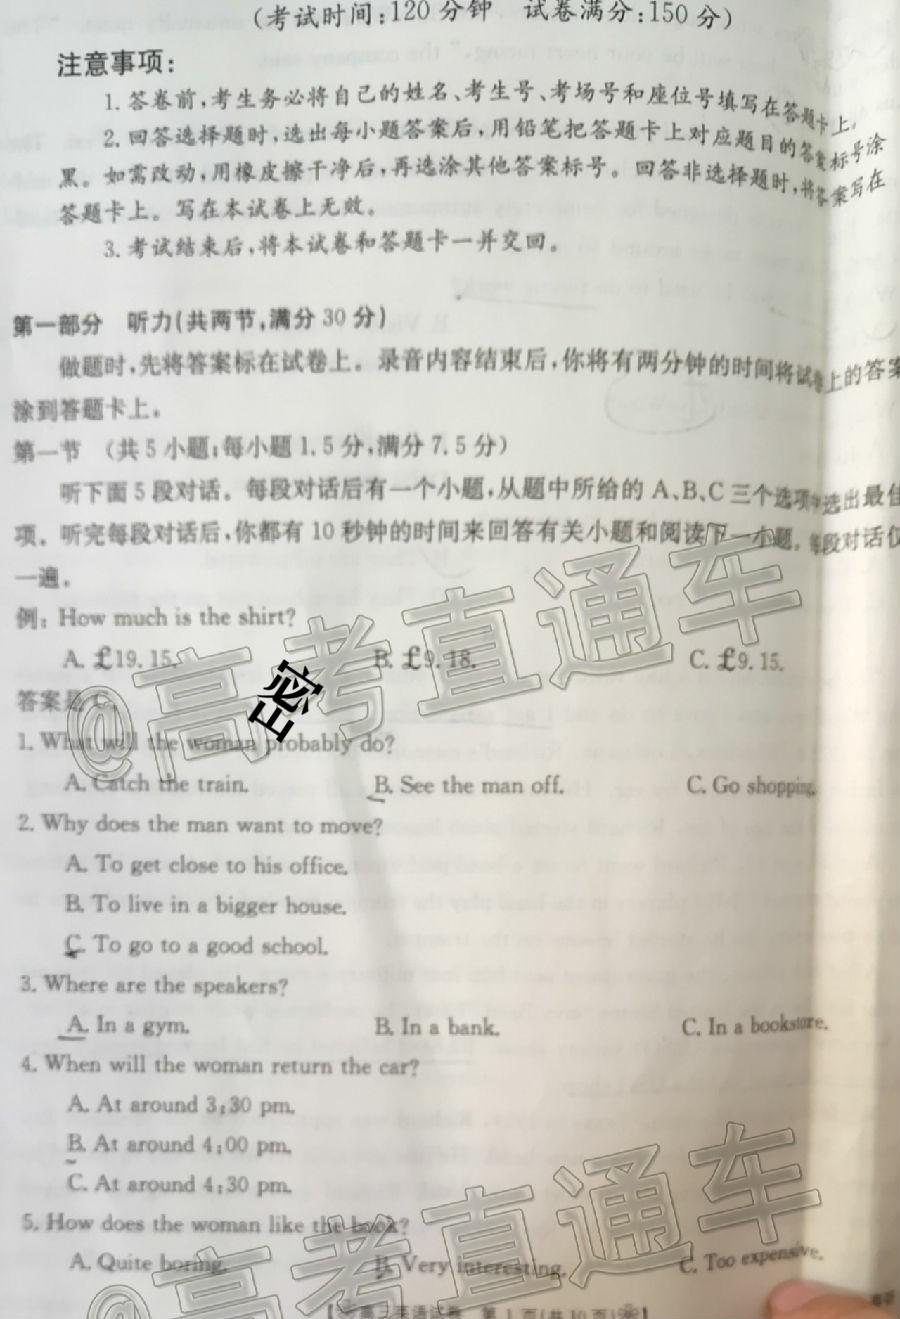 (考试时间:120分钟 试卷满分:150分)
注意事项:
1.答卷前,考生务必将自己的姓名、考生号、考场号和座位号填写在答题卡上。
2.回答选择题时,选出每小题答案后,用铅笔把答题卡上对应题目的答案标号涂
黑。如需改动,用橡皮擦干净后,再选涂其他答案标号。回答非选择题时,将答案写在
答题卡上。写在本试卷上无效。
3.考试结束后,将本试卷和答题卡一并交回。
第一部分 听力(共两节,满分30分)
做题时,先将答案标在试卷上。录音内容结束后,你将有两分钟的时间将试卷上的答案
涂到答题卡上。
第一节 (共5小题;每小题1.5分,满分7.5分)
听下面5段对话。每段对话后有一个小题,从题中所给的A、B、C三个选项中选出最佳
项。听完每段对话后,你都有10秒钟的时间来回答有关小题和阅读下一小题。每段对话仅
一遍。
例:How much is the shirt?
A. £19.15. B. £9.18. C. £9.15.
答案是C。
密
@高考直通车
1. What will the woman probably do?
A. Catch the train. B. See the man off. C. Go shopping.
2. Why does the man want to move?
A. To get close to his office.
B. To live in a bigger house.
C. To go to a good school.
3. Where are the speakers?
A. In a gym. B. In a bank. C. In a bookstore.
4. When will the woman return the car?
A. At around 3:30 pm.
B. At around 4:00 pm.
C. At around 4:30 pm.
5. How does the woman like the book?
A. Quite boring. B. Very interesting. C. Too expensive.
@高考直通车
高三英语试卷 第1页(共10页)